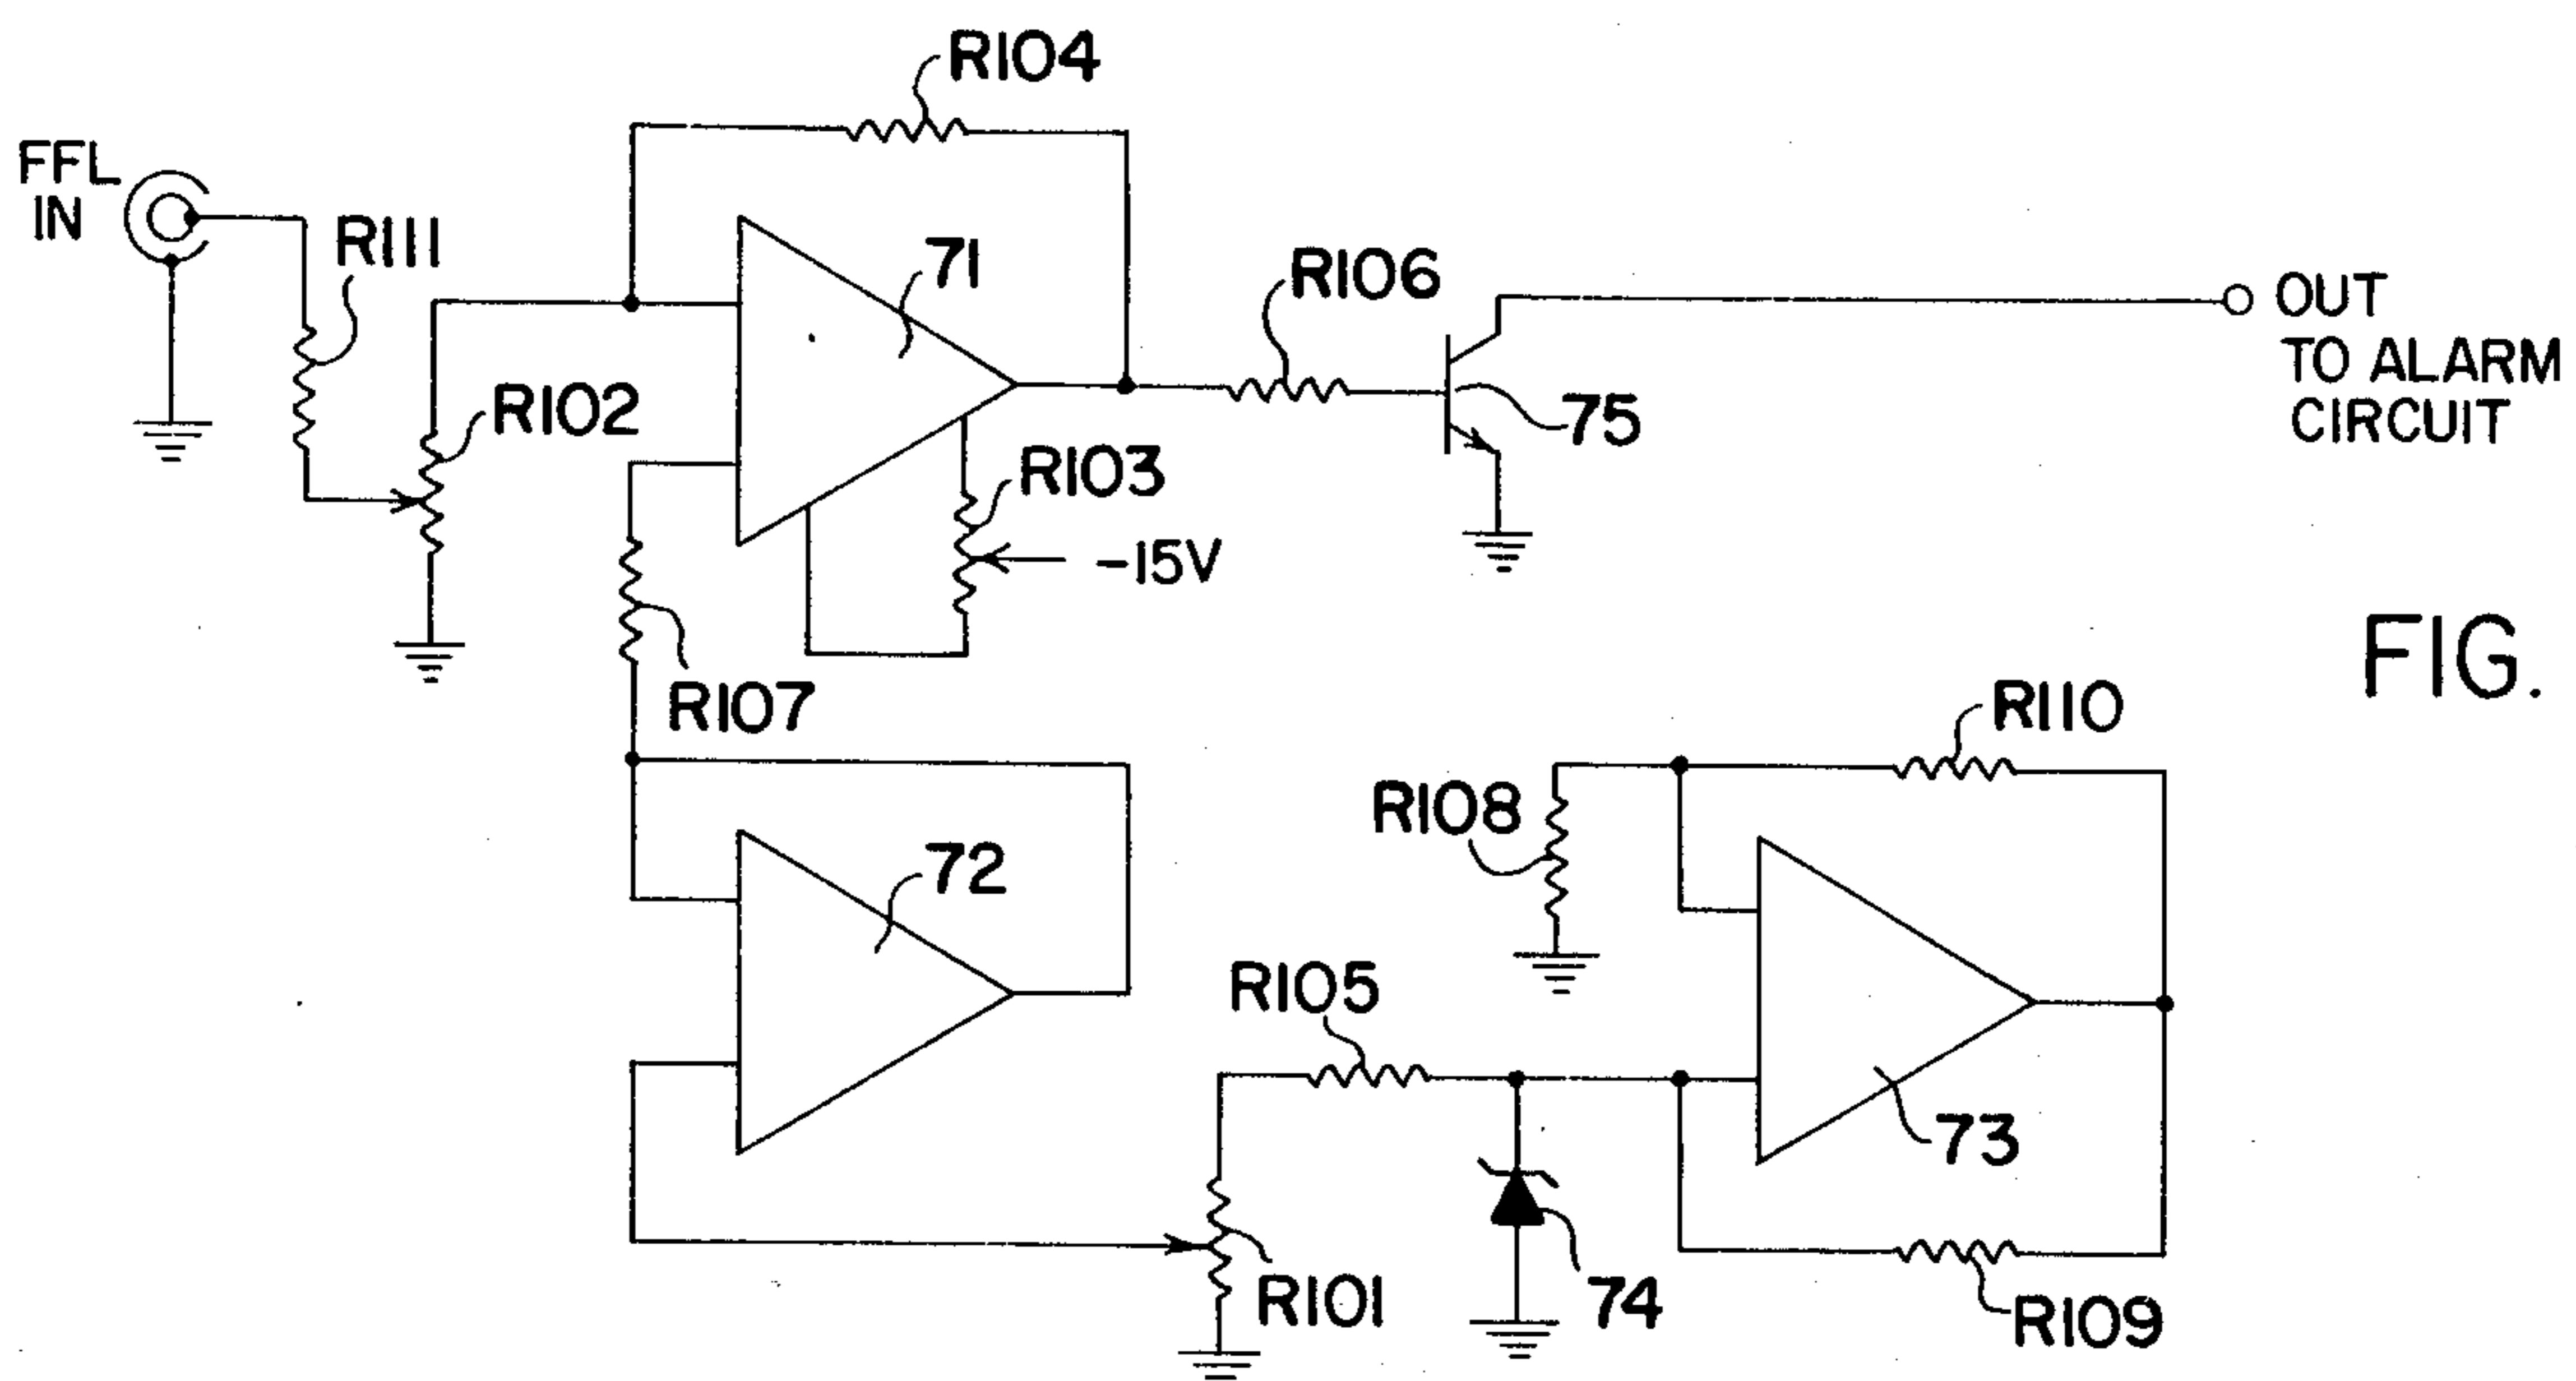 R104
FFL
IN
R111
71
R106
OUT
TO ALARM
CIRCUIT
R102
75
R103
-15V
R107
FIG.
R110
R108
72
R105
73
R101
74
R109